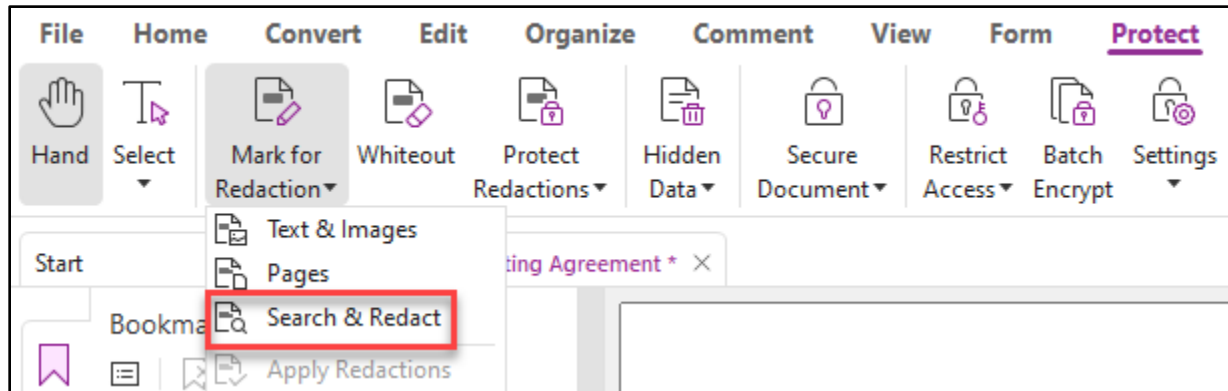 File Home Convert Edit Organize Comment View Form Protect
Hand Select Mark for Whiteout Protect Hidden Secure Restrict Batch Settings
Redaction Redactions Data Document Access Encrypt
Text & Images
Start ting Agreement *
Pages
Bookma Search & Redact
Apply Redactions